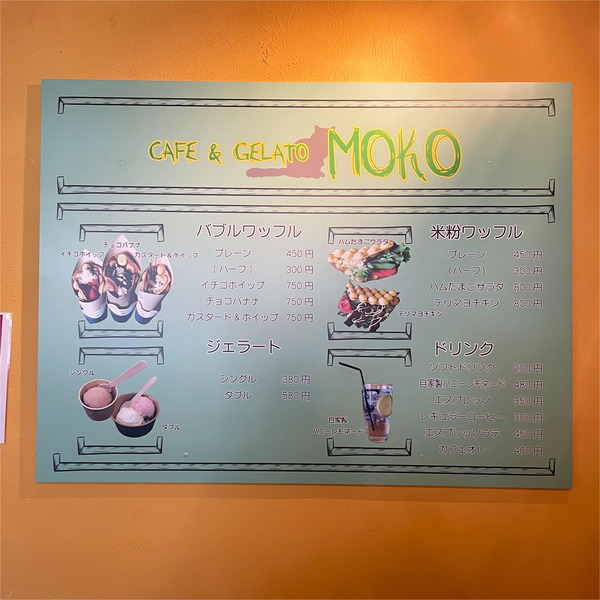 CAFE & GELATO MOKO
バブルワッフル
チョコバナナ
イチゴホイップ
カスタード&ホイップ
プレーン 450円
(ハーフ) 300円
イチゴホイップ 750円
チョコバナナ 750円
カスタード&ホイップ 750円
ジェラート
シングル
ダブル
シングル 380円
ダブル 580円
米粉ワッフル
ハムたまごサラダ
テリマヨチキン
プレーン 450円
(ハーフ) 300円
ハムたまごサラダ 800円
テリマヨチキン 800円
ドリンク
自家製
ハニーレモネード
ソフトドリンク 200円
自家製ハニーレモネード 480円
エスプレッソ 350円
レギュラーコーヒー 300円
エスプレッソラテ 450円
カフェオレ 400円